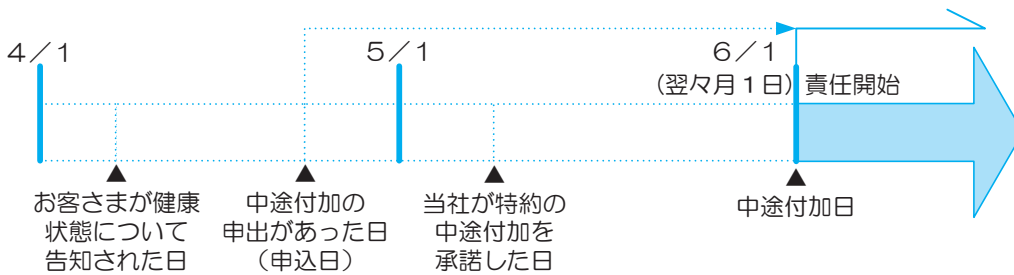 4/1
5/1
6/1
(翌々月1日)責任開始
お客さまが健康
状態について
告知された日
中途付加の
申出があった日
（申込日）
当社が特約の
中途付加を
承諾した日
中途付加日